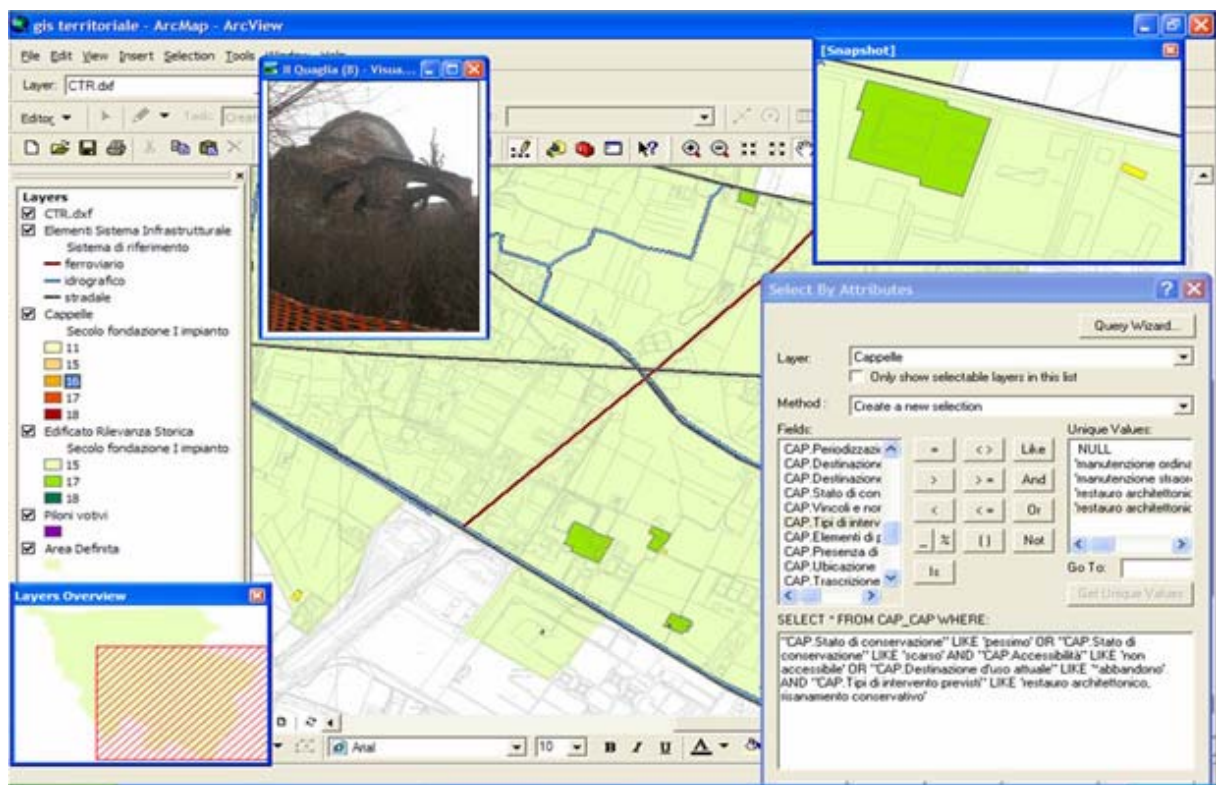 gis territoriale - ArcMap - ArcView
File Edit View Insert Selection Tools
Layer: CTR.dxf
Editor
10
B I U
Arial
Layers
CTR.dxf
Elementi Sistema Infrastrutturale
Sistema di riferimento
ferroviario
idrografico
stradale
Cappelle
Secolo fondazione I impianto
11
15
16
17
18
Edificato Rilevanza Storica
Secolo fondazione I impianto
15
17
18
Piloni votivi
Area Definita
Layers Overview
Il Quaglia (8) - Visua...
[Snapshot]
Select By Attributes
Query Wizard...
Layer: Cappelle
Only show selectable layers in this list
Method : Create a new selection
Fields:
CAP.Periodizzazi
CAP.Destinazione
CAP.Destinazione
CAP.Stato di con
CAP.Vincoli e nor
CAP.Tipi di interv
CAP.Elementi di p
CAP.Presenza di
CAP.Ubicazione
CAP.Trascrizione
= < > Like
> > = And
< < = Or
_ % () Not
Is
Unique Values:
NULL
'manutenzione ordina
'manutenzione straor
'restauro architettonic
'restauro architettonic
Go To:
Get Unique Values
SELECT * FROM CAP_CAP WHERE:
"CAP.Stato di conservazione" LIKE 'pessimo' OR "CAP.Stato di
conservazione" LIKE 'scarso' AND "CAP.Accessibilità" LIKE 'non
accessibile' OR "CAP.Destinazione d'uso attuale" LIKE '*abbandono'
AND "CAP.Tipi di intervento previsti" LIKE 'restauro architettonico,
risanamento conservativo'